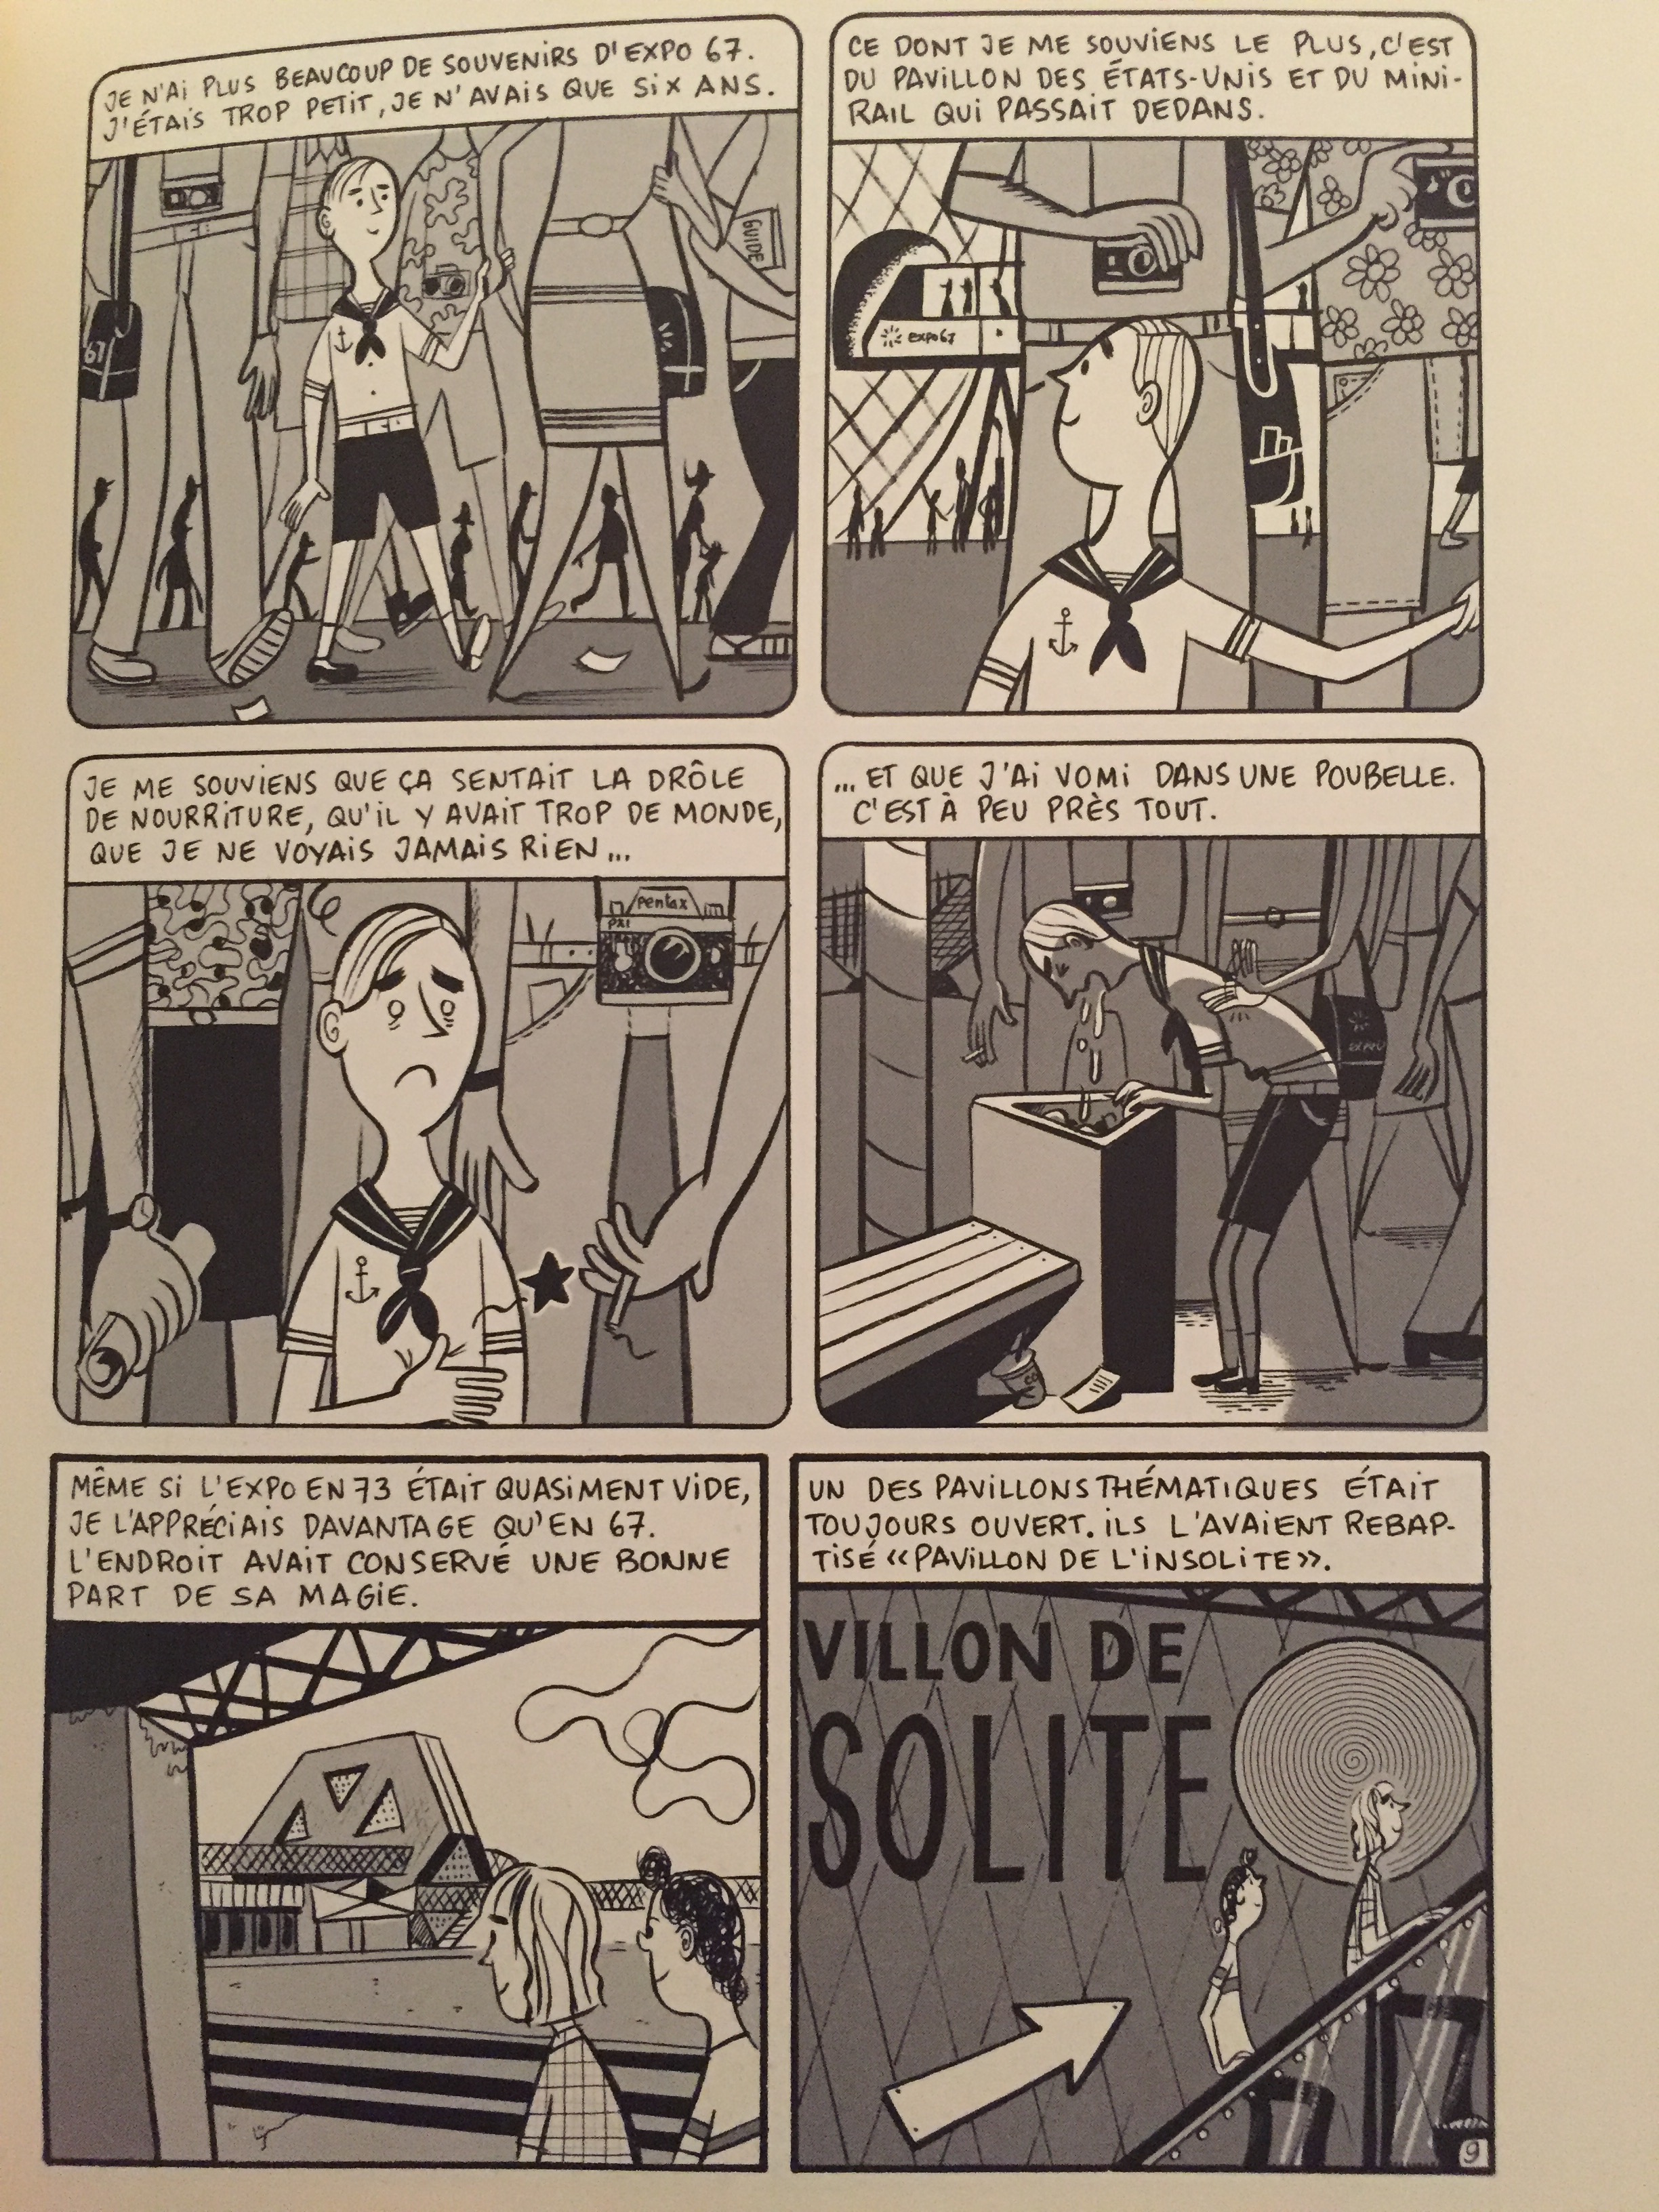 JE N'AI PLUS BEAUCOUP DE SOUVENIRS D'EXPO 67.
J'ÉTAIS TROP PETIT, JE N'AVAIS QUE SIX ANS.
GUIDE
67
CE DONT JE ME SOUVIENS LE PLUS, C'EST
DU PAVILLON DES ÉTATS-UNIS ET DU MINI-
RAIL QUI PASSAIT DEDANS.
expo67
JE ME SOUVIENS QUE ÇA SENTAIT LA DRÔLE
DE NOURRITURE, QU'IL Y AVAIT TROP DE MONDE,
QUE JE NE VOYAIS JAMAIS RIEN...
Pentax
... ET QUE J'AI VOMI DANS UNE POUBELLE.
C'EST À PEU PRÈS TOUT.
MÊME SI L'EXPO EN 73 ÉTAIT QUASIMENT VIDE,
JE L'APPRÉCIAIS DAVANTAGE QU'EN 67.
L'ENDROIT AVAIT CONSERVÉ UNE BONNE
PART DE SA MAGIE.
UN DES PAVILLONS THÉMATIQUES ÉTAIT
TOUJOURS OUVERT. ILS L'AVAIENT REBAP-
TISÉ «PAVILLON DE L'INSOLITE».
VILLON DE
SOLITE
9